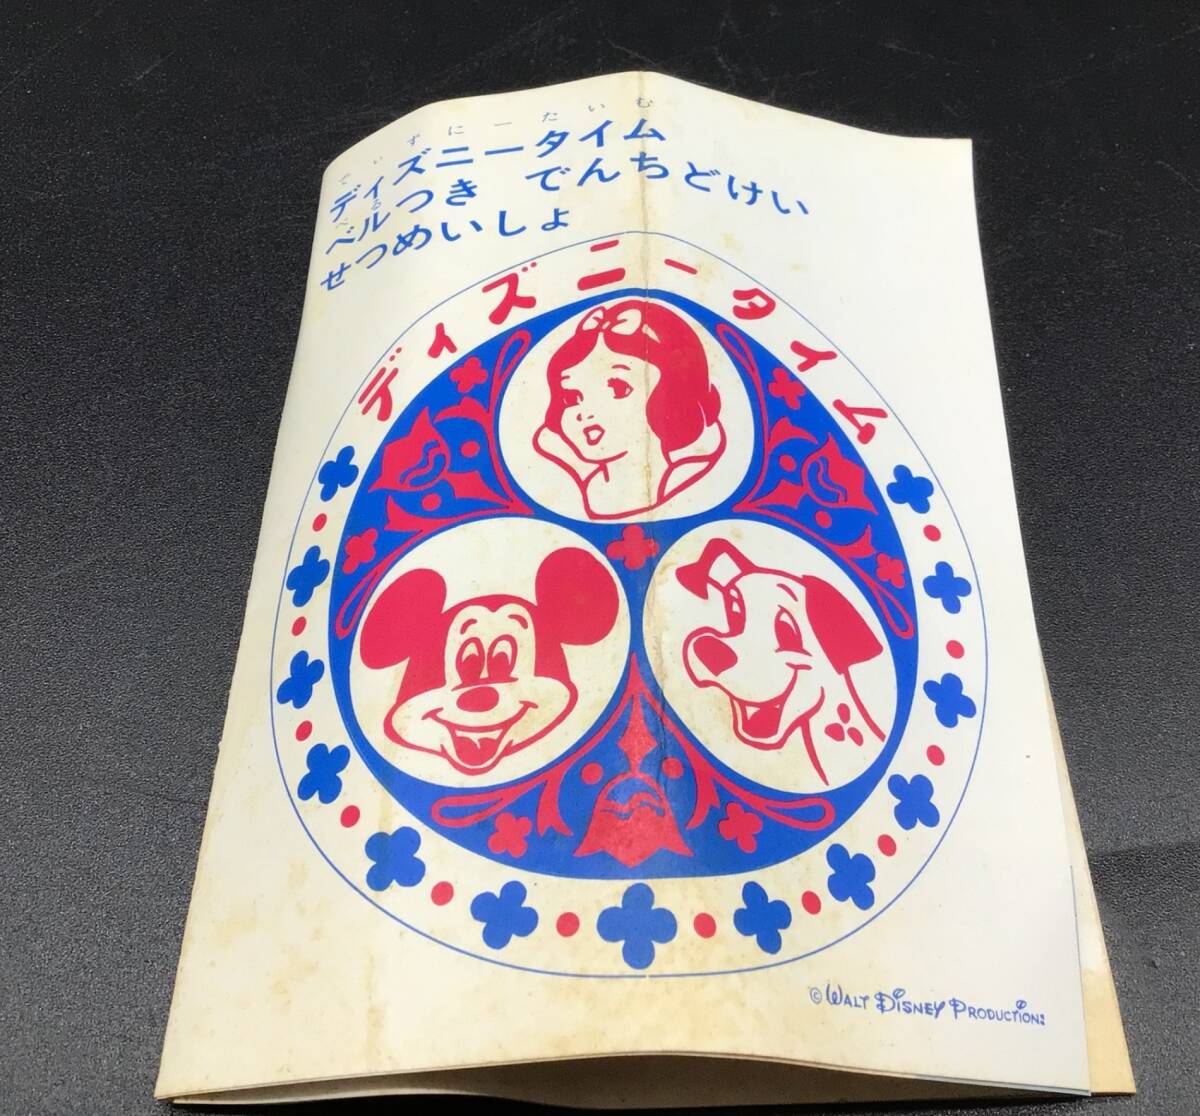 でぃずにーたいむ
ディズニータイム
べる
ベルつき でんちどけい
せつめいしょ
ディズニータイム
© WALT DISNEY PRODUCTIONS